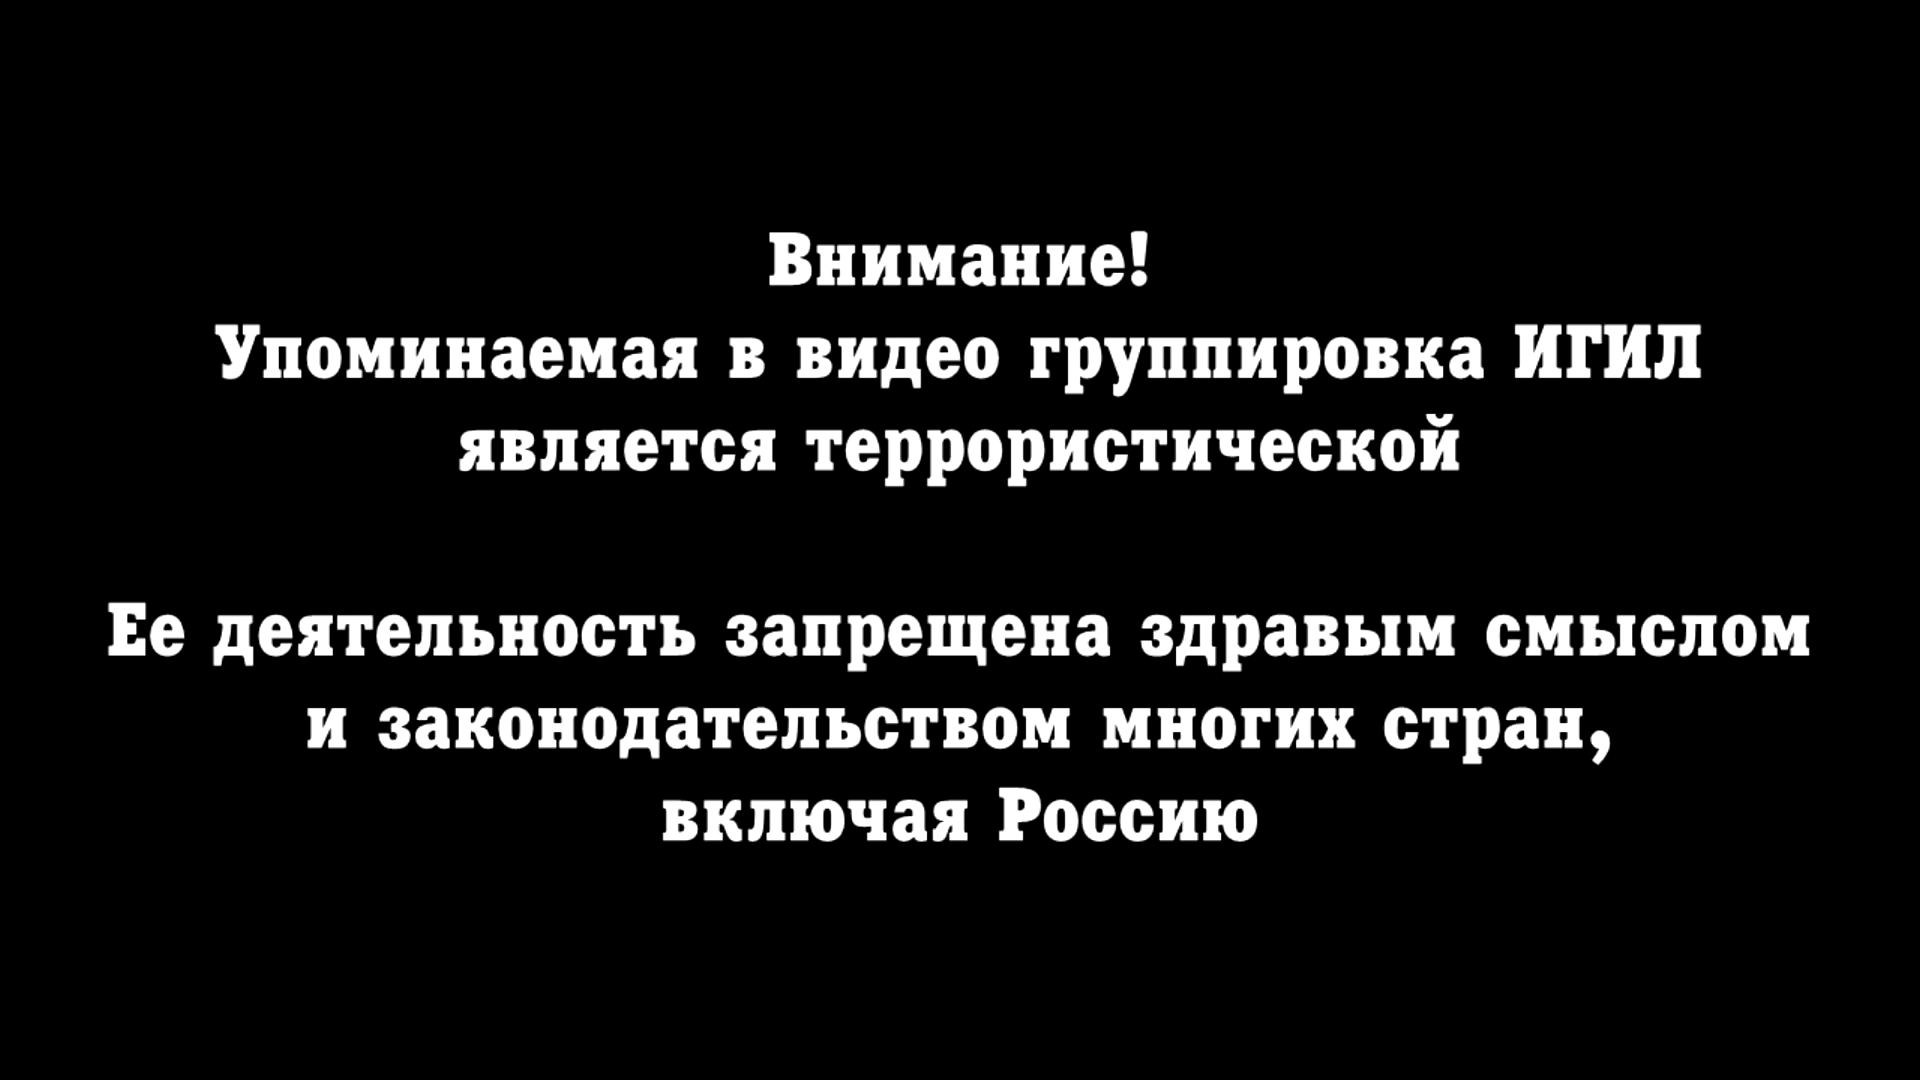 Внимание!
Упоминаемая в видео группировка ИГИЛ
является террористической
Ее деятельность запрещена здравым смыслом
и законодательством многих стран,
включая Россию